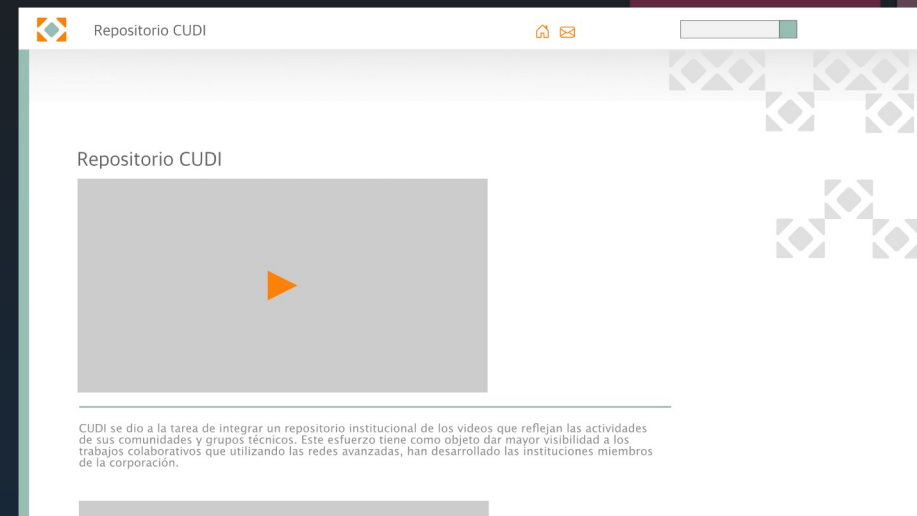 Repositorio CUDI
Repositorio CUDI
CUDI se dio a la tarea de integrar un repositorio institucional de los videos que reflejan las actividades
de sus comunidades y grupos técnicos. Este esfuerzo tiene como objeto dar mayor visibilidad a los
trabajos colaborativos que utilizando las redes avanzadas, han desarrollado las instituciones miembros
de la corporación.